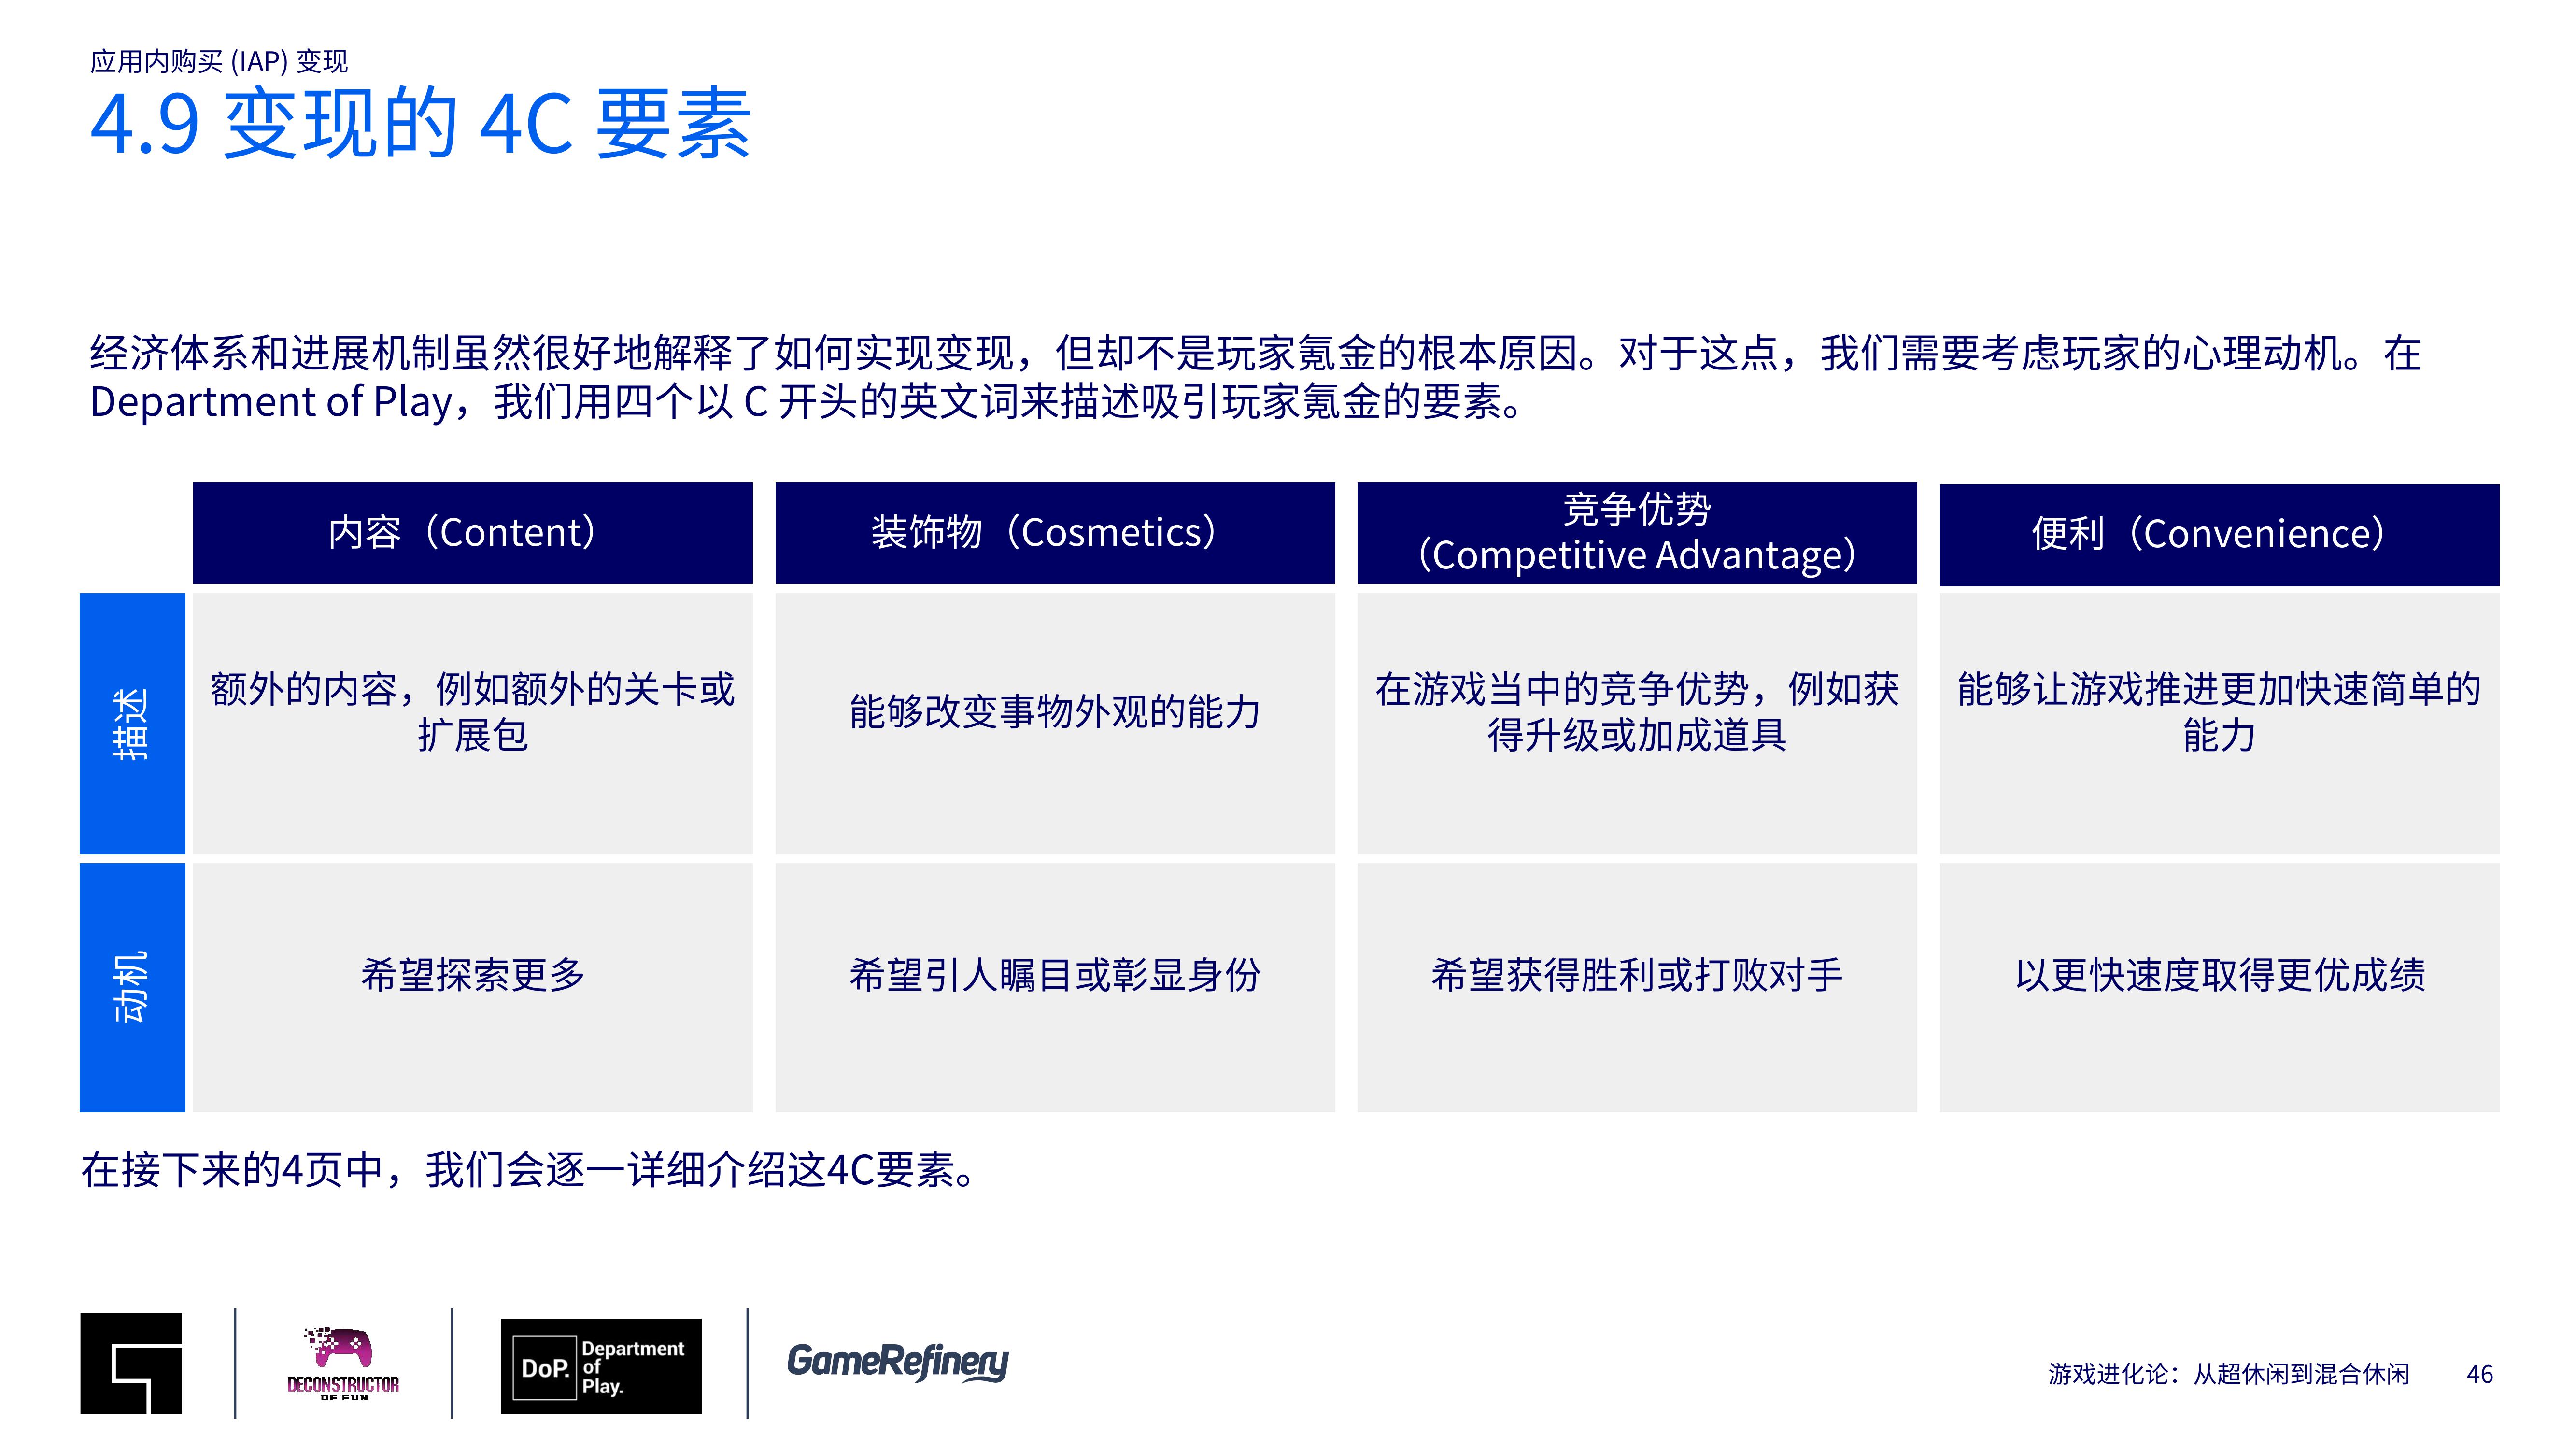 应用内购买 (IAP) 变现
4.9 变现的 4C 要素
经济体系和进展机制虽然很好地解释了如何实现变现，但却不是玩家氪金的根本原因。对于这点，我们需要考虑玩家的心理动机。在
Department of Play，我们用四个以 C 开头的英文词来描述吸引玩家氪金的要素。
内容（Content）
装饰物（Cosmetics）
竞争优势
（Competitive Advantage）
便利（Convenience）
描述
额外的内容，例如额外的关卡或
扩展包
能够改变事物外观的能力
在游戏当中的竞争优势，例如获
得升级或加成道具
能够让游戏推进更加快速简单的
能力
动机
希望探索更多
希望引人瞩目或彰显身份
希望获得胜利或打败对手
以更快速度取得更优成绩
在接下来的4页中，我们会逐一详细介绍这4C要素。
DECONSTRUCTOR
OF FUN
DoP.
Department
of
Play.
GameRefinery
游戏进化论：从超休闲到混合休闲
46